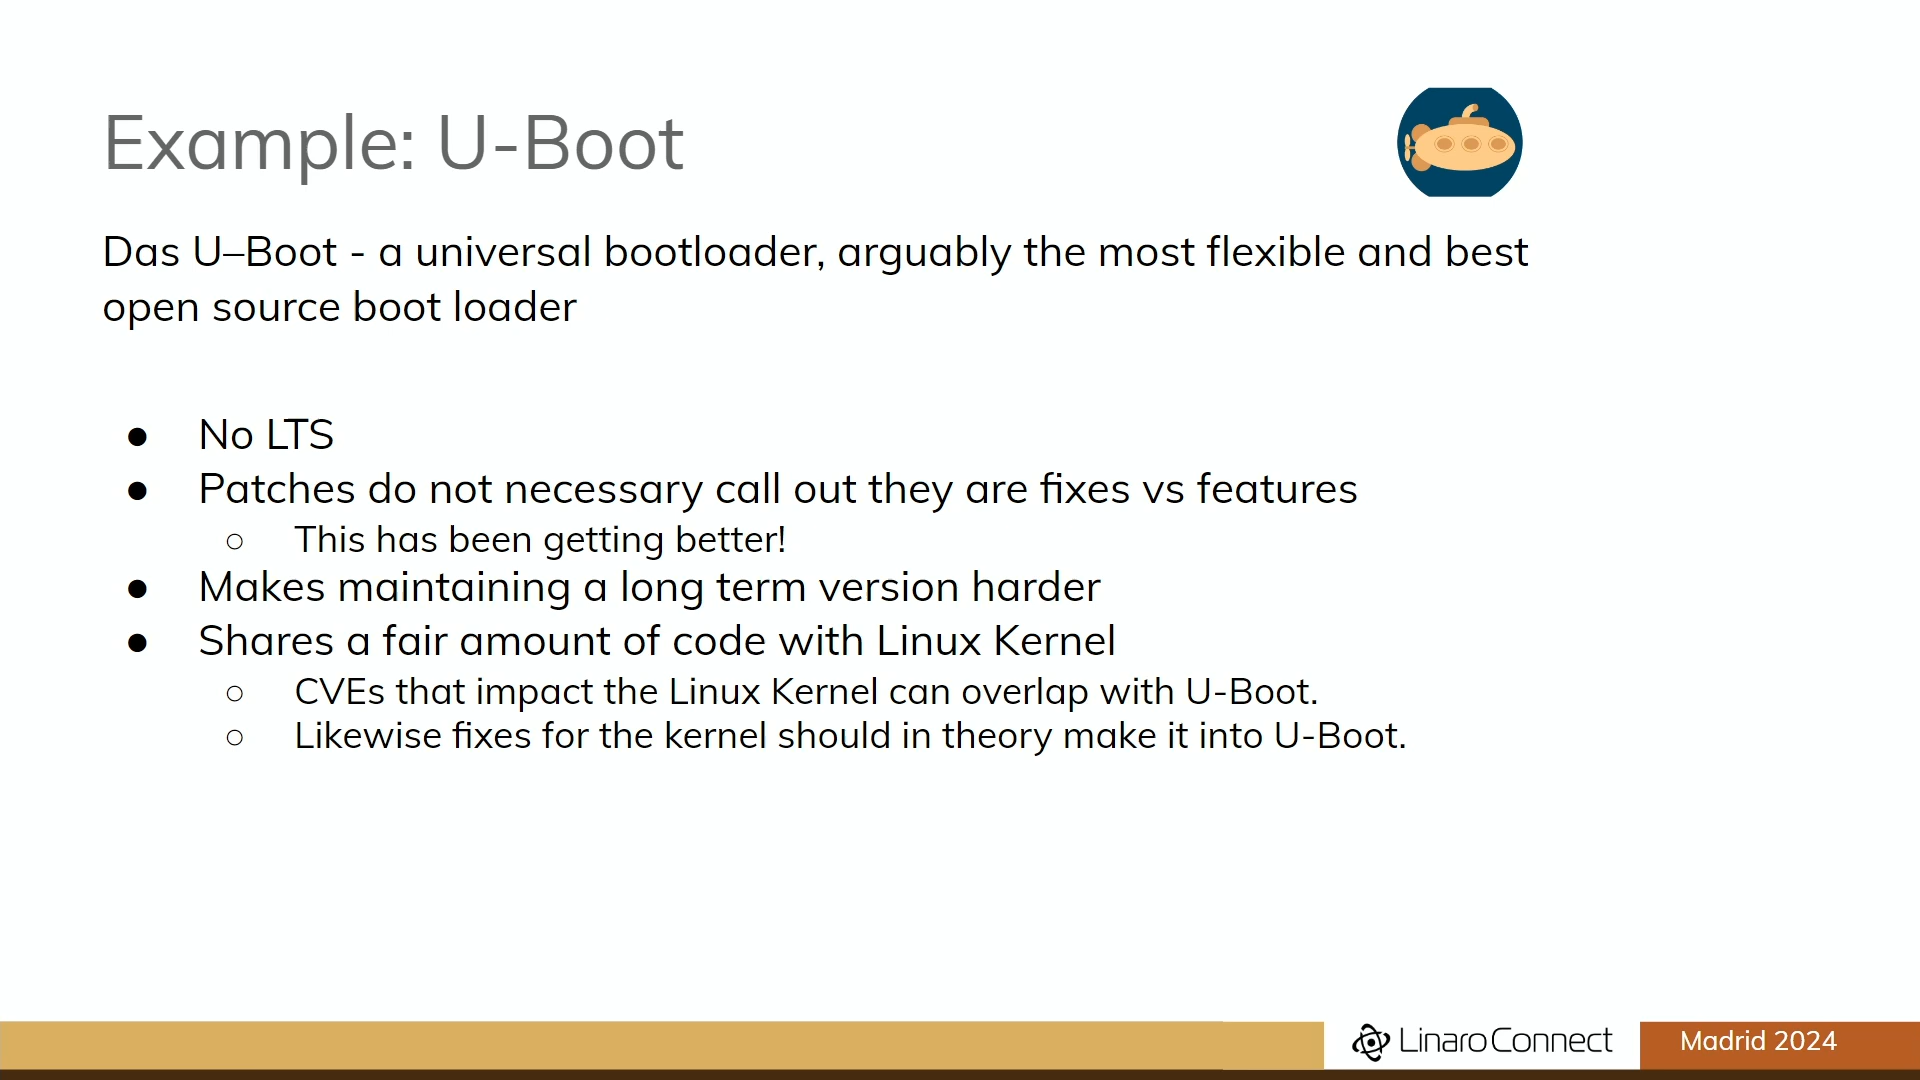 Example: U-Boot
Das U–Boot - a universal bootloader, arguably the most flexible and best
open source boot loader
● No LTS
● Patches do not necessary call out they are fixes vs features
○ This has been getting better!
● Makes maintaining a long term version harder
● Shares a fair amount of code with Linux Kernel
○ CVEs that impact the Linux Kernel can overlap with U-Boot.
○ Likewise fixes for the kernel should in theory make it into U-Boot.
Linaro Connect
Madrid 2024